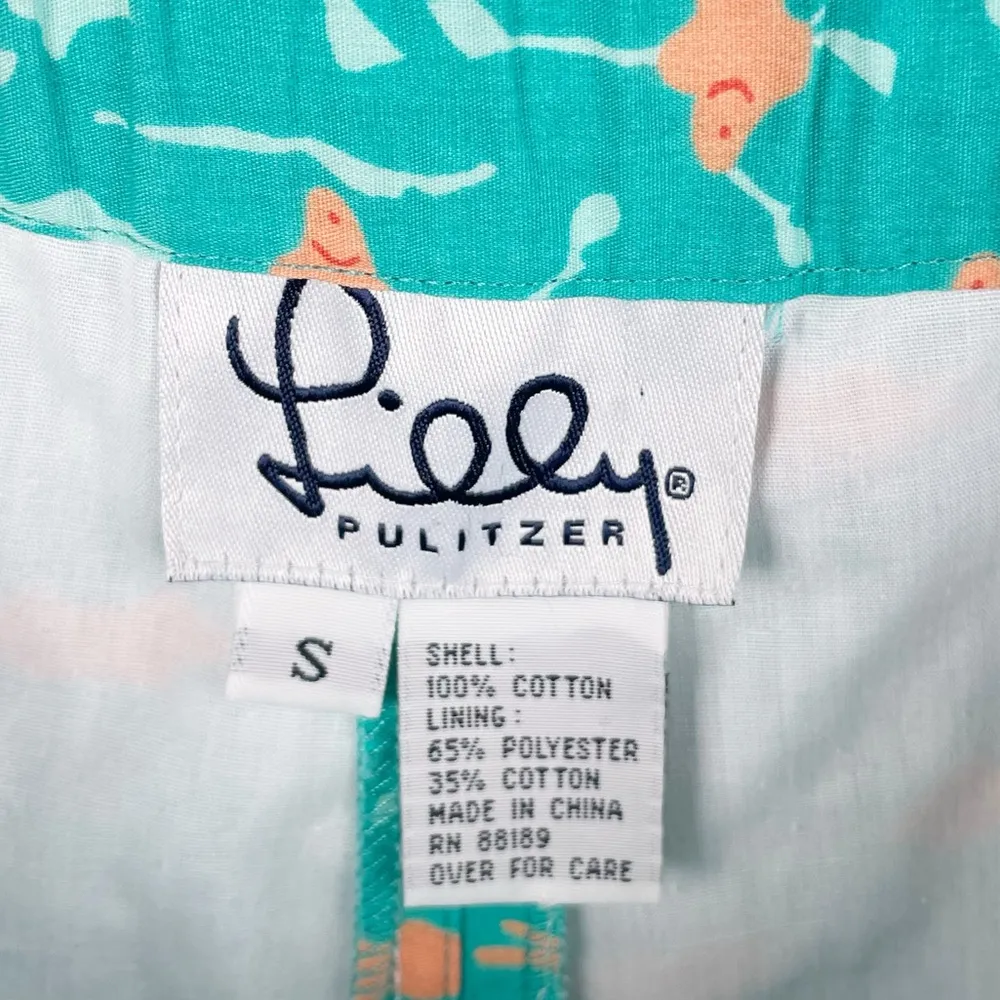 Lilly®
PULITZER
S
SHELL:
100% COTTON
LINING:
65% POLYESTER
35% COTTON
MADE IN CHINA
RN 88189
OVER FOR CARE